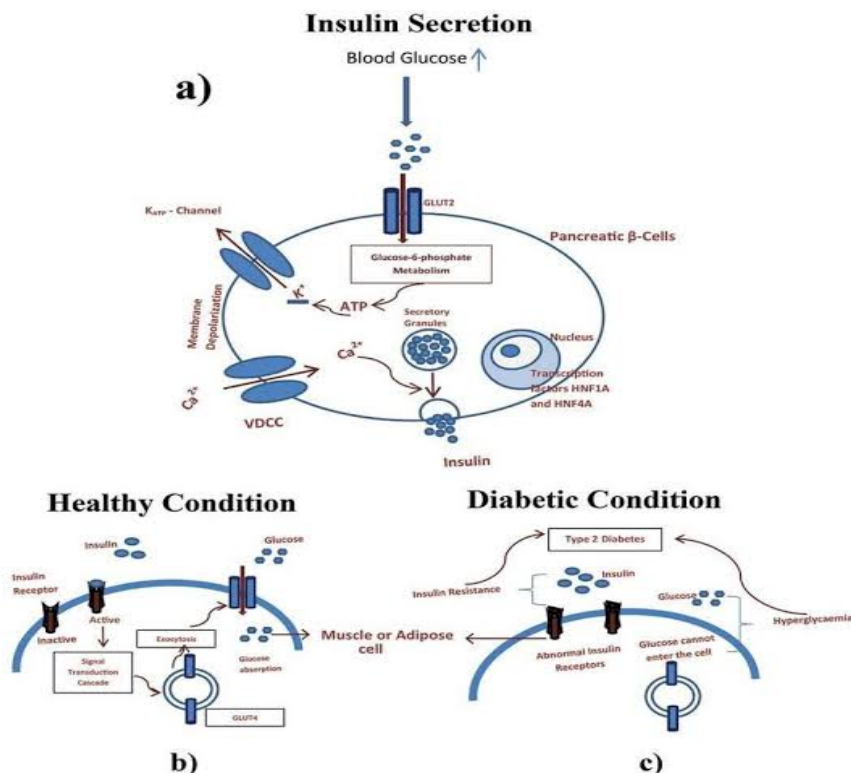 Insulin Secretion
Blood Glucose ↑
a)
GLUT2
K_ATP - Channel
Pancreatic β-Cells
Glucose-6-phosphate
Metabolism
K⁺
ATP
Membrane
Depolarization
Secretory
Granules
Nucleus
Ca²⁺
Transcription
factors HNF1A
and HNF4A
Ca²⁺
VDCC
Insulin
Healthy Condition
Insulin
Glucose
Insulin
Receptor
Active
Inactive
Exocytosis
Signal
Transduction
Cascade
Glucose
absorption
GLUT4
b)
Muscle or Adipose
cell
Diabetic Condition
Type 2 Diabetes
Insulin
Insulin Resistance
Glucose
Hyperglycaemia
Abnormal Insulin
Receptors
Glucose cannot
enter the cell
c)